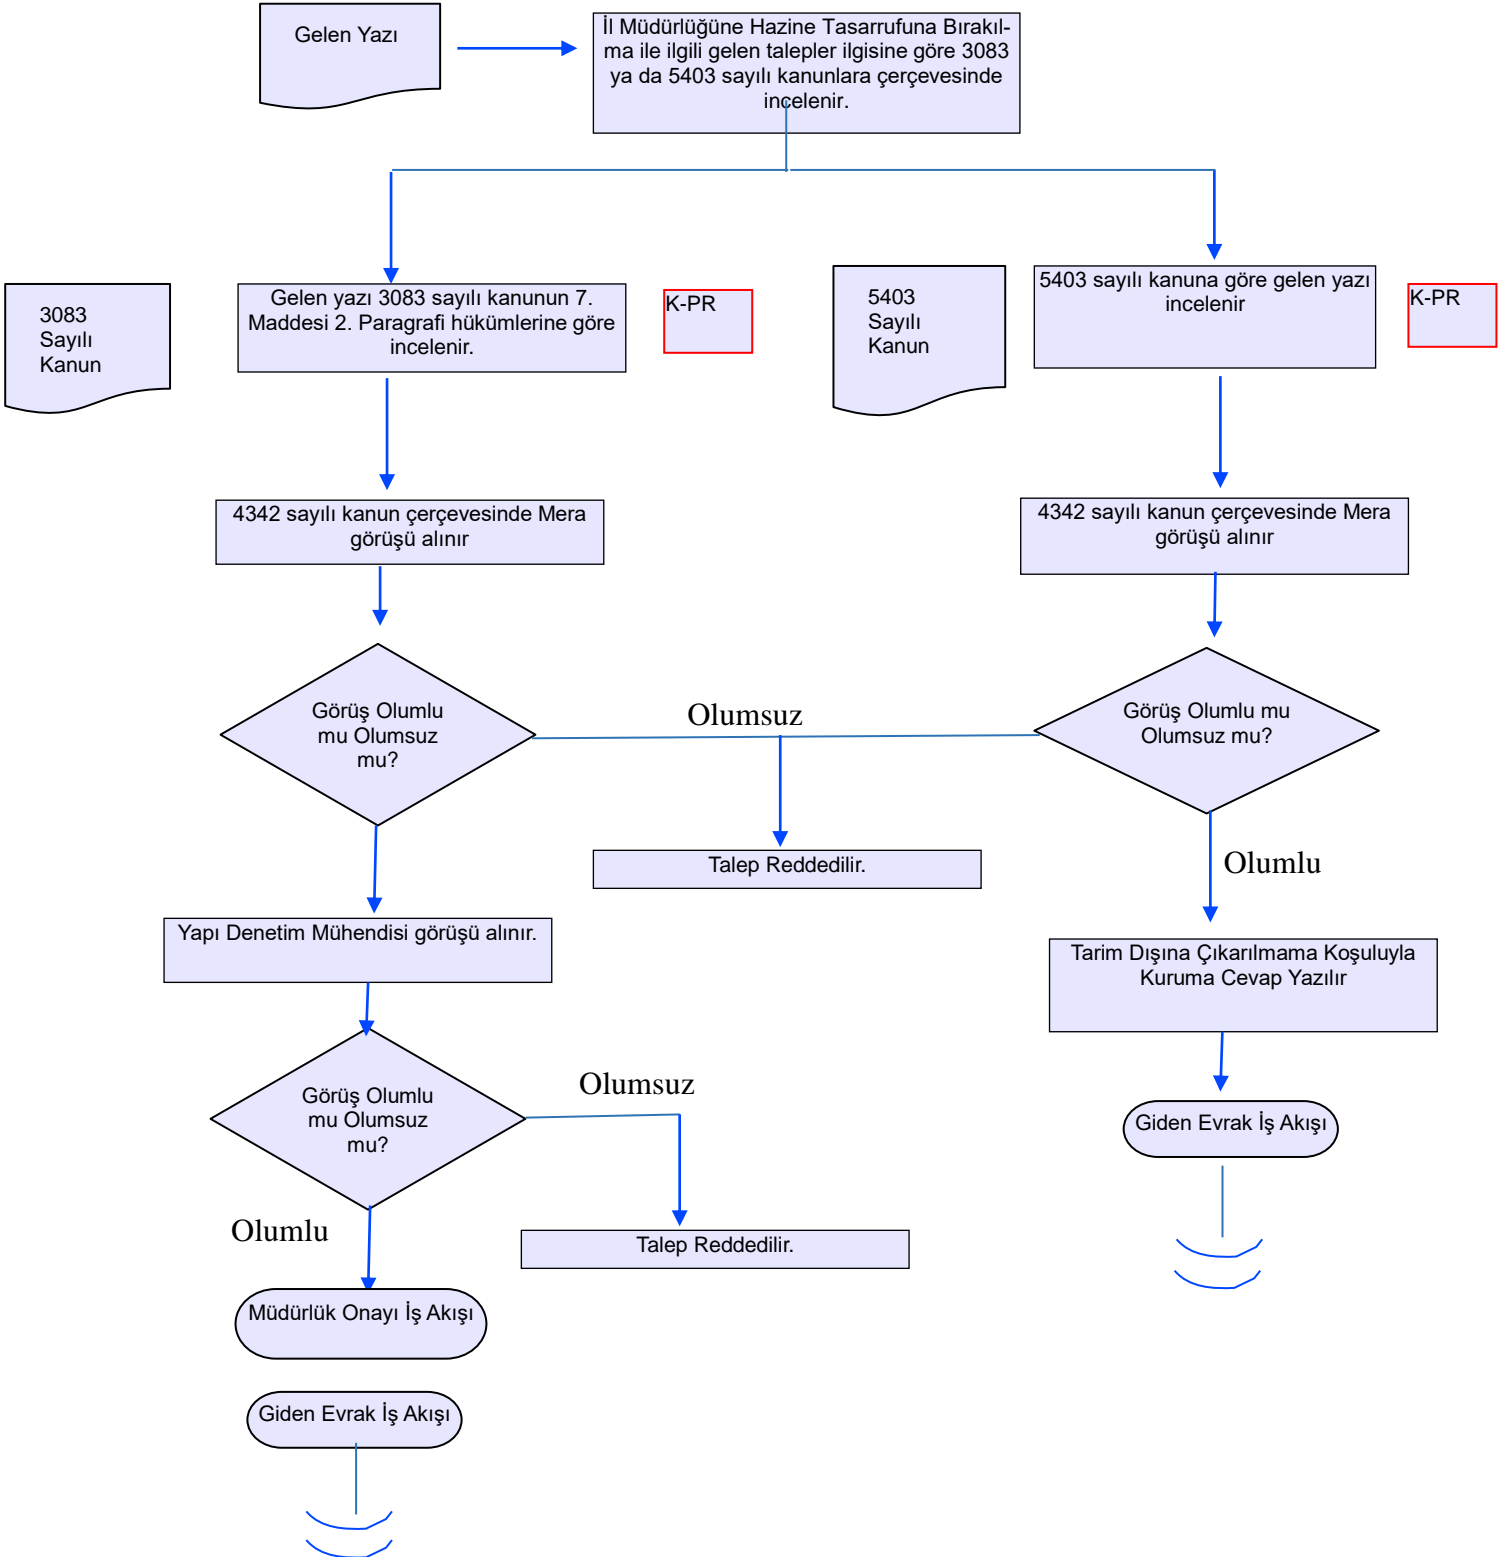 Gelen Yazı
İl Müdürlüğüne Hazine Tasarrufuna Bırakıl-
ma ile ilgili gelen talepler ilgisine göre 3083
ya da 5403 sayılı kanunlara çerçevesinde
incelenir.
3083
Sayılı
Kanun
Gelen yazı 3083 sayılı kanunun 7.
Maddesi 2. Paragrafi hükümlerine göre
incelenir.
K-PR
5403
Sayılı
Kanun
5403 sayılı kanuna göre gelen yazı
incelenir
K-PR
4342 sayılı kanun çerçevesinde Mera
görüşü alınır
4342 sayılı kanun çerçevesinde Mera
görüşü alınır
Görüş Olumlu
mu Olumsuz
mu?
Olumsuz
Görüş Olumlu mu
Olumsuz mu?
Talep Reddedilir.
Olumlu
Yapı Denetim Mühendisi görüşü alınır.
Tarim Dışına Çıkarılmama Koşuluyla
Kuruma Cevap Yazılır
Görüş Olumlu
mu Olumsuz
mu?
Olumsuz
Giden Evrak İş Akışı
Olumlu
Talep Reddedilir.
Müdürlük Onayı İş Akışı
Giden Evrak İş Akışı